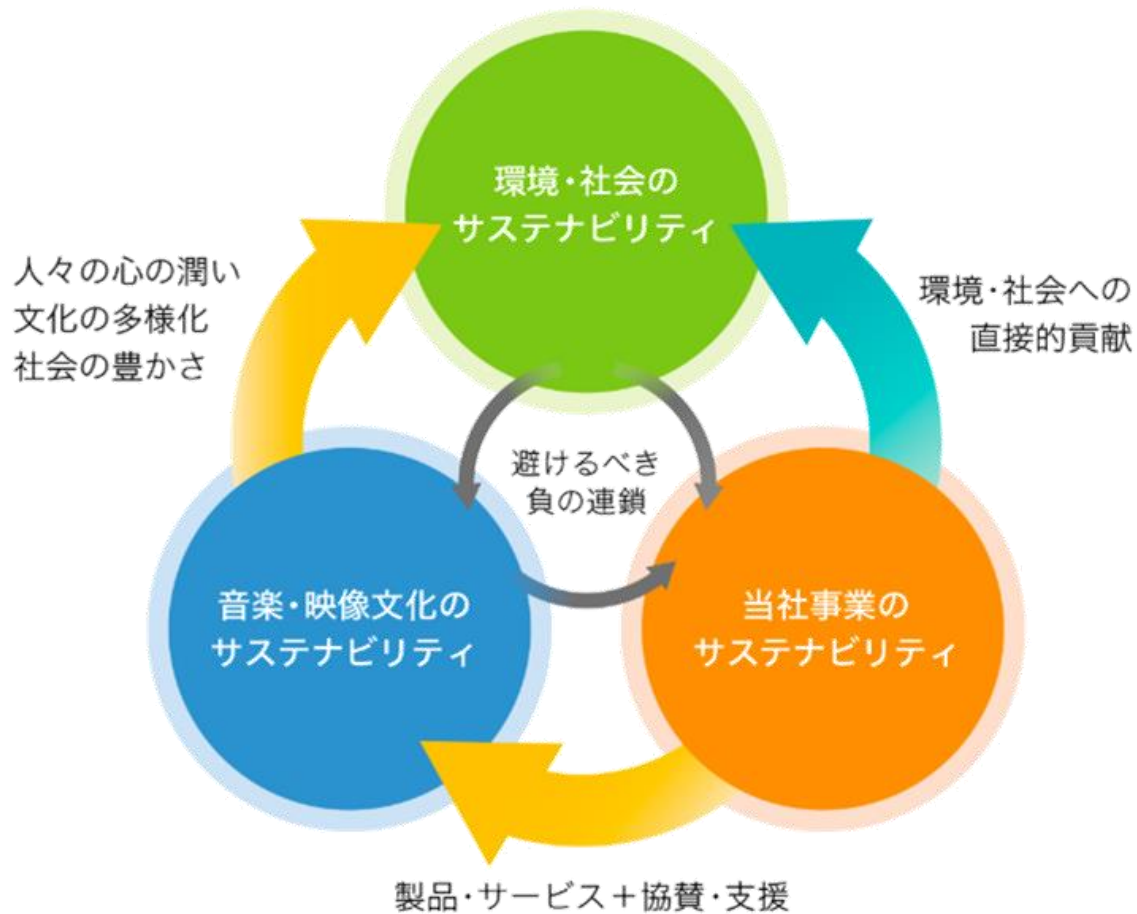 環境・社会の
サステナビリティ
人々の心の潤い
文化の多様化
社会の豊かさ
環境・社会への
直接的貢献
避けるべき
負の連鎖
音楽・映像文化の
サステナビリティ
当社事業の
サステナビリティ
製品・サービス＋協賛・支援